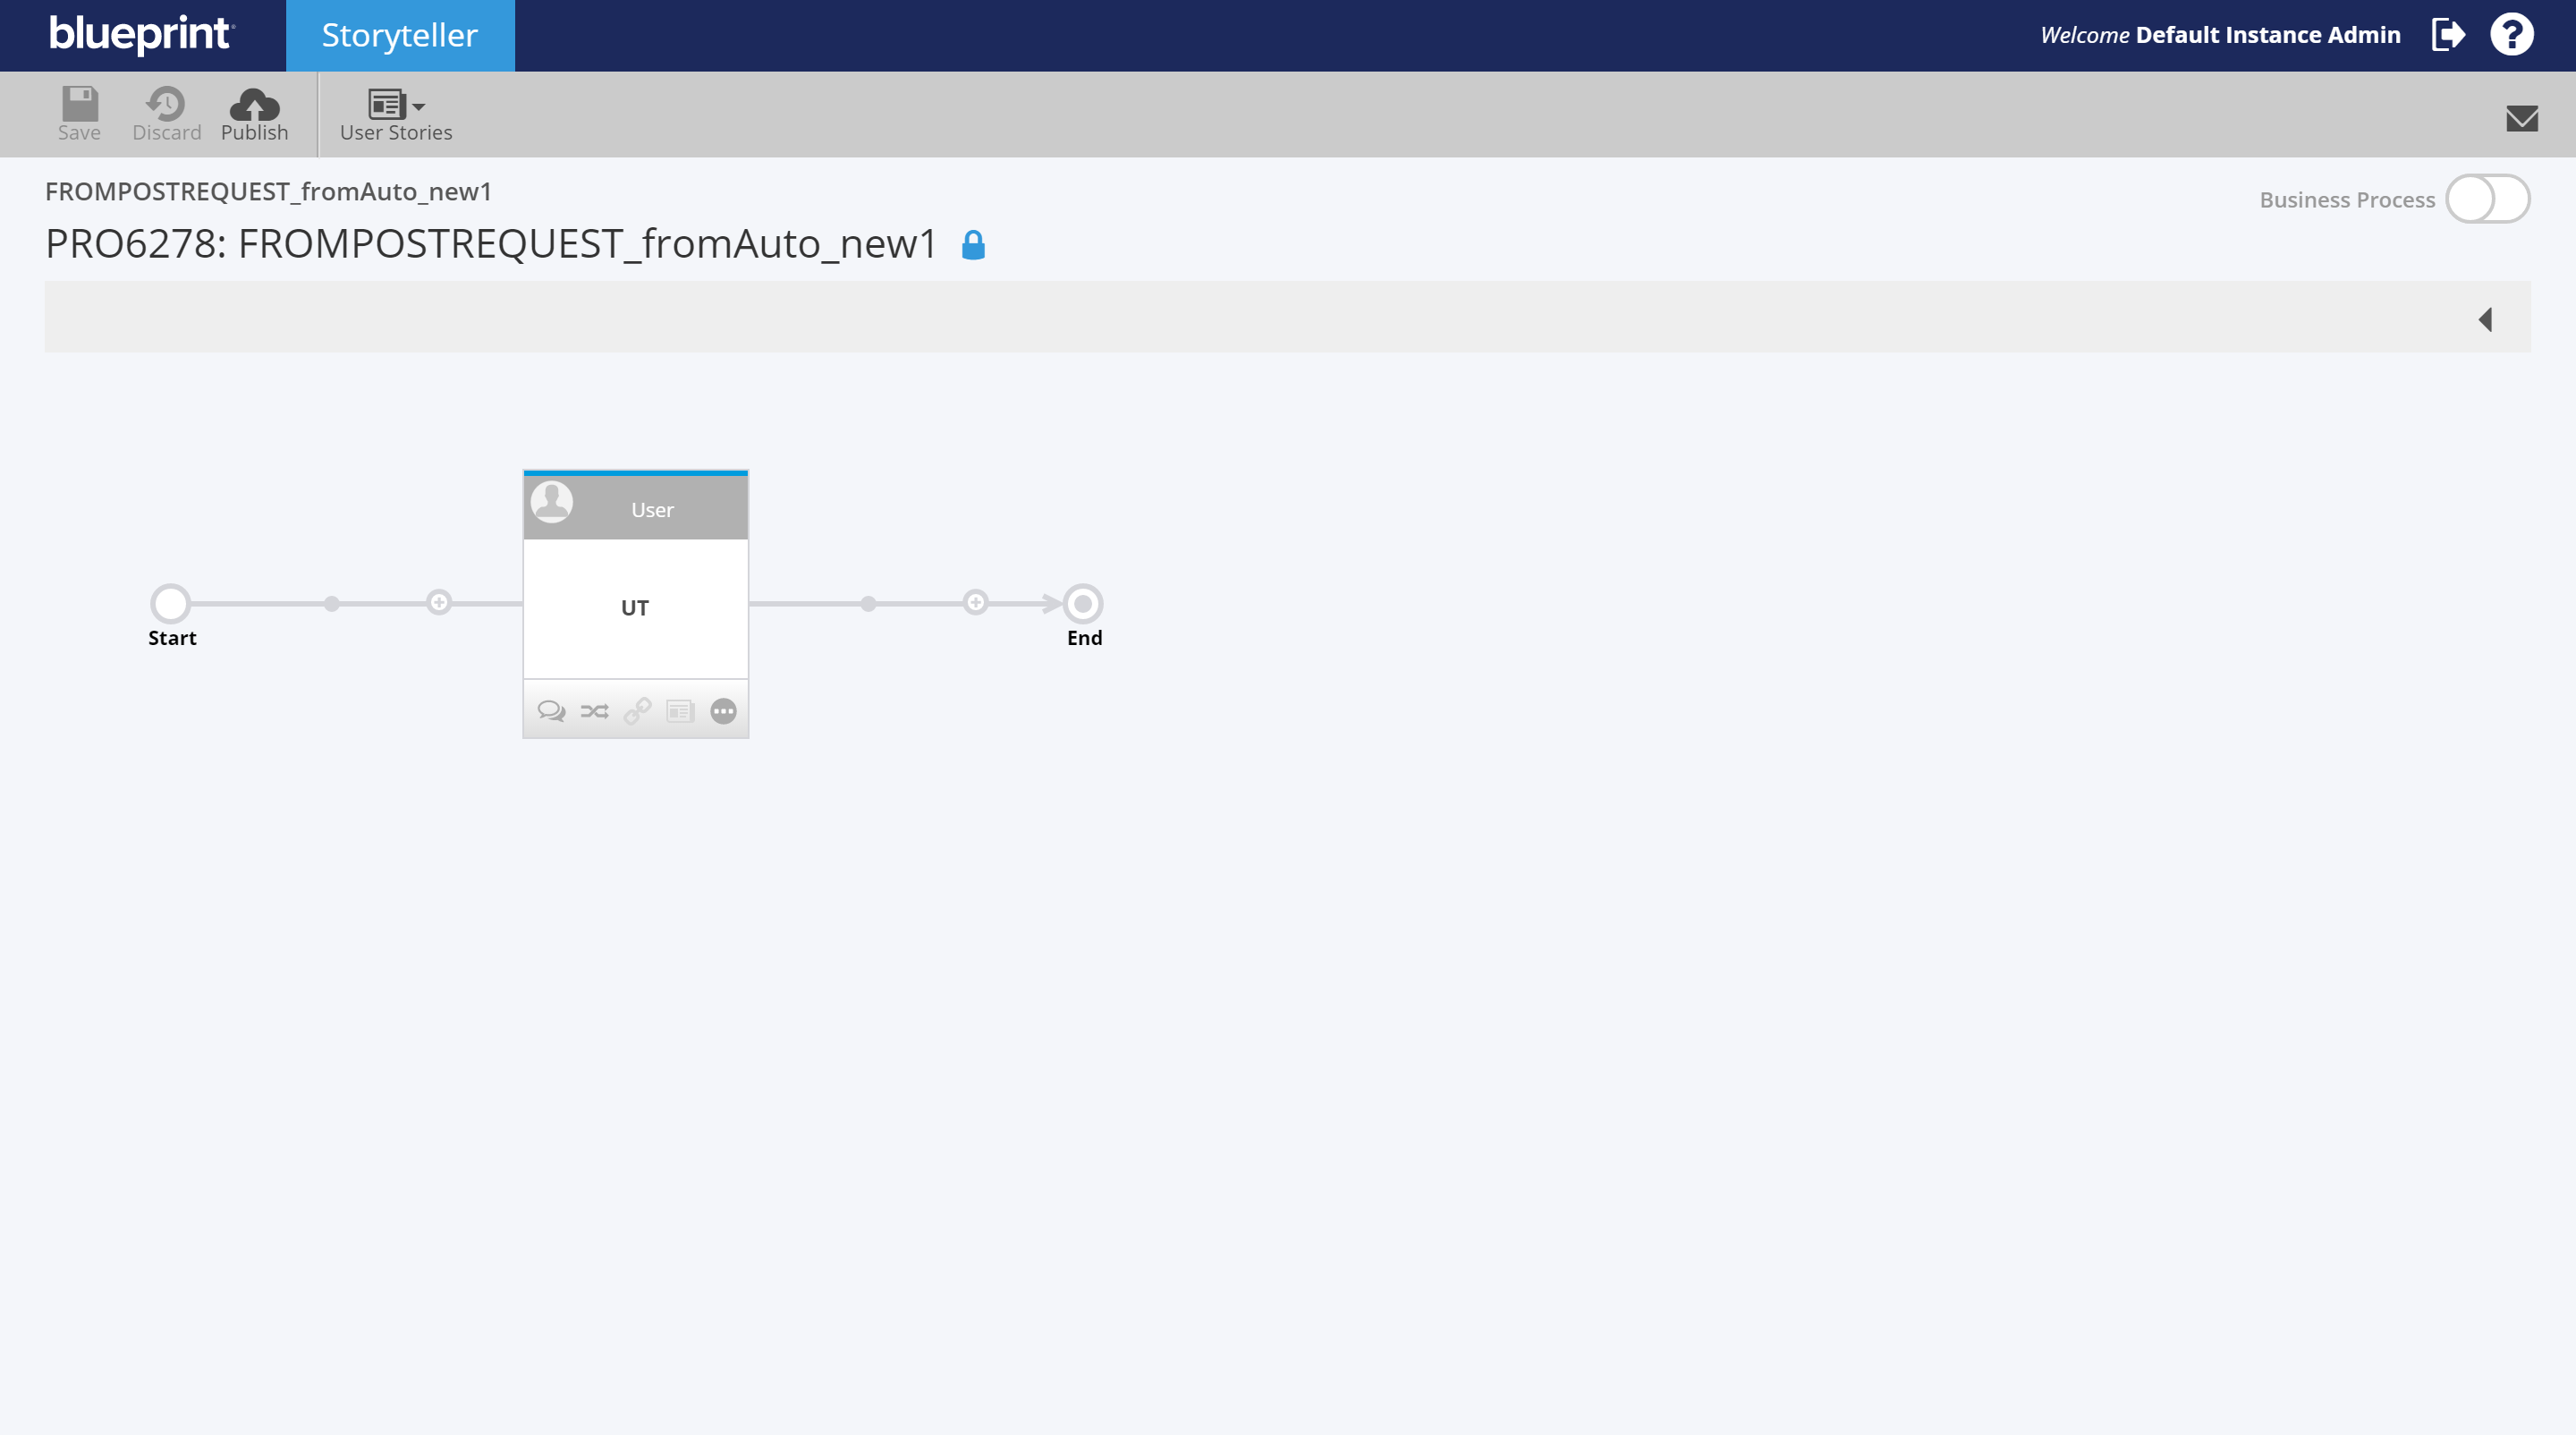 blueprint
Storyteller
Welcome Default Instance Admin
Save
Discard
Publish
User Stories
FROMPOSTREQUEST_fromAuto_new1
Business Process
PRO6278: FROMPOSTREQUEST_fromAuto_new1
User
UT
Start
End